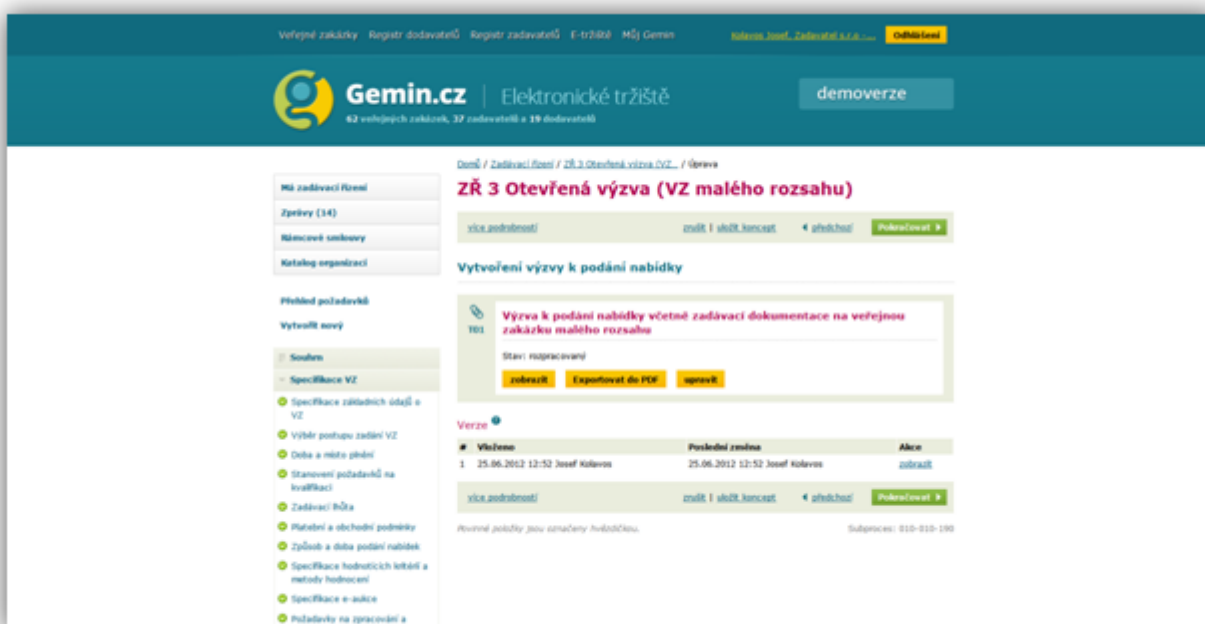 Veřejné zakázky Registr dodavatelů Registr zadavatelů E-tržiště Můj Gemin Kolavos Josef, Zadavatel s.r.o -... Odhlášení
Gemin.cz | Elektronické tržiště demoverze
62 veřejných zakázek, 37 zadavatelů a 19 dodavatelů
Domů / Zadávací řízení / ZŘ 3 Otevřená výzva (VZ... / Úprava
ZŘ 3 Otevřená výzva (VZ malého rozsahu)
Má zadávací řízení
Zprávy (14)
Rámcové smlouvy
Katalog organizací
Přehled požadavků
Vytvořit nový
Souhrn
Specifikace VZ
Specifikace základních údajů o
VZ
Výběr postupu zadání VZ
Doba a místo plnění
Stanovení požadavků na
kvalifikaci
Zadávací lhůta
Platební a obchodní podmínky
Způsob a doba podání nabídek
Specifikace hodnotících kritérií a
metody hodnocení
Specifikace e-aukce
Požadavky na zpracování a
více podrobností zrušit | uložit koncept předchozí Pokračovat
Vytvoření výzvy k podání nabídky
T01
Výzva k podání nabídky včetně zadávací dokumentace na veřejnou
zakázku malého rozsahu
Stav: rozpracovaný
zobrazit Exportovat do PDF upravit
Verze
# Vloženo Poslední změna Akce
1 25.06.2012 12:52 Josef Kolavos 25.06.2012 12:52 Josef Kolavos zobrazit
více podrobností zrušit | uložit koncept předchozí Pokračovat
Povinné položky jsou označeny hvězdičkou. Subproces: 010-010-190